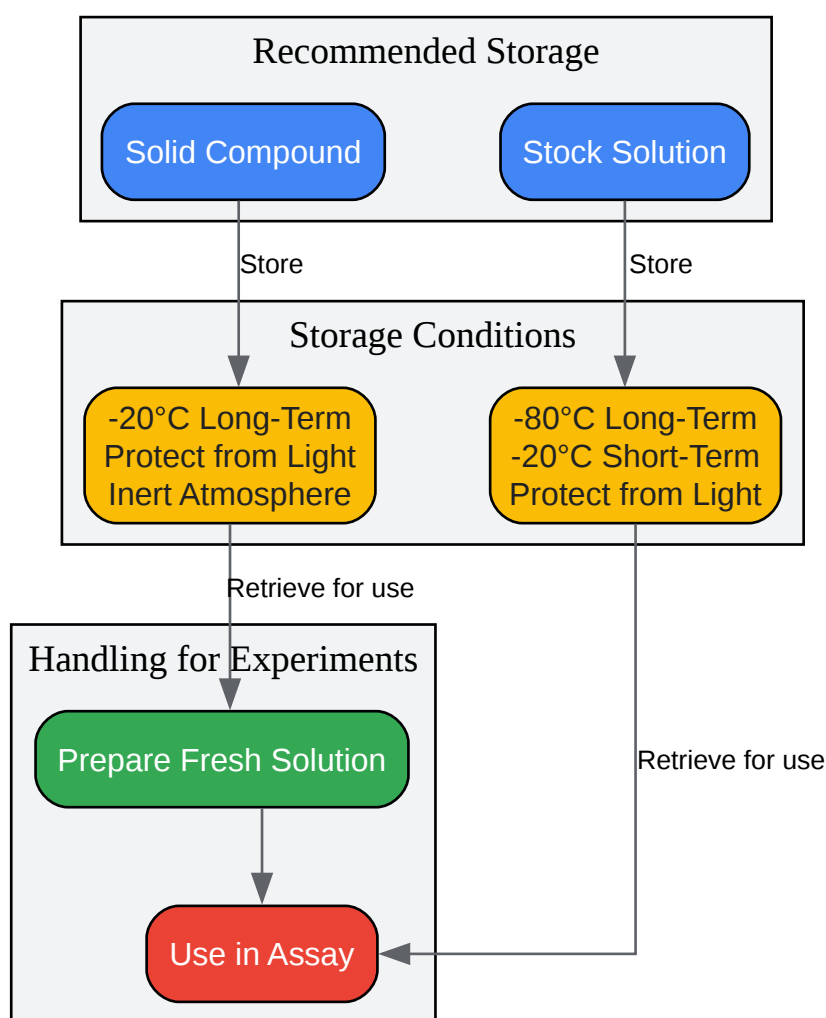 Recommended Storage
Solid Compound
Stock Solution
Store
Store
Storage Conditions
-20°C Long-Term
Protect from Light
Inert Atmosphere
-80°C Long-Term
-20°C Short-Term
Protect from Light
Retrieve for use
Handling for Experiments
Prepare Fresh Solution
Retrieve for use
Use in Assay